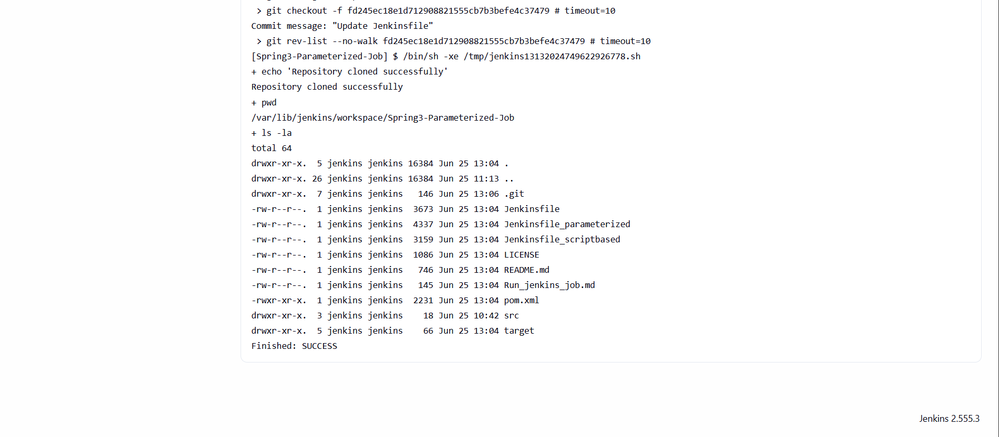 > git checkout -f fd245ec18e1d712908821555cb7b3befe4c37479 # timeout=10
Commit message: "Update Jenkinsfile"
> git rev-list --no-walk fd245ec18e1d712908821555cb7b3befe4c37479 # timeout=10
[Spring3-Parameterized-Job] $ /bin/sh -xe /tmp/jenkins13132024749622926778.sh
+ echo 'Repository cloned successfully'
Repository cloned successfully
+ pwd
/var/lib/jenkins/workspace/Spring3-Parameterized-Job
+ ls -la
total 64
drwxr-xr-x.  5 jenkins jenkins 16384 Jun 25 13:04 .
drwxr-xr-x. 26 jenkins jenkins 16384 Jun 25 11:13 ..
drwxr-xr-x.  7 jenkins jenkins   146 Jun 25 13:06 .git
-rw-r--r--.  1 jenkins jenkins  3673 Jun 25 13:04 Jenkinsfile
-rw-r--r--.  1 jenkins jenkins  4337 Jun 25 13:04 Jenkinsfile_parameterized
-rw-r--r--.  1 jenkins jenkins  3159 Jun 25 13:04 Jenkinsfile_scriptbased
-rw-r--r--.  1 jenkins jenkins  1086 Jun 25 13:04 LICENSE
-rw-r--r--.  1 jenkins jenkins   746 Jun 25 13:04 README.md
-rw-r--r--.  1 jenkins jenkins   145 Jun 25 13:04 Run_jenkins_job.md
-rwxr-xr-x.  1 jenkins jenkins  2231 Jun 25 13:04 pom.xml
drwxr-xr-x.  3 jenkins jenkins    18 Jun 25 10:42 src
drwxr-xr-x.  5 jenkins jenkins    66 Jun 25 13:04 target
Finished: SUCCESS
Jenkins 2.555.3